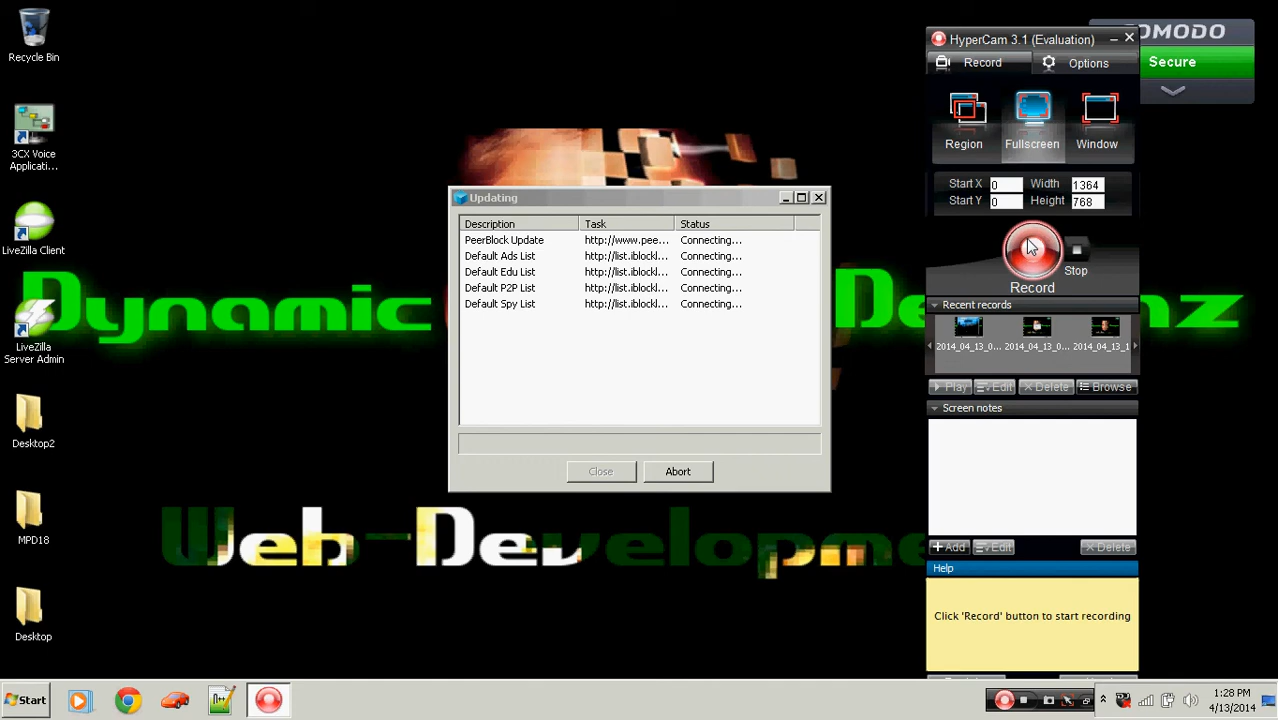 Recycle Bin
3CX Voice
Applicati...
LiveZilla Client
LiveZilla
Server Admin
Desktop2
MPD18
Desktop
Dynamic De nz
Web-Developme
Updating
Description Task Status
PeerBlock Update http://www.pee... Connecting...
Default Ads List http://list.iblockl... Connecting...
Default Edu List http://list.iblockl... Connecting...
Default P2P List http://list.iblockl... Connecting...
Default Spy List http://list.iblockl... Connecting...
Close Abort
HyperCam 3.1 (Evaluation)
Record Options
Region Fullscreen Window
Start X 0 Width 1364
Start Y 0 Height 768
Stop
Record
Recent records
2014_04_13_0... 2014_04_13_0... 2014_04_13_1
Play Edit Delete Browse
Screen notes
Add Edit Delete
Help
Click 'Record' button to start recording
OMODO
Secure
Start
1:28 PM
4/13/2014